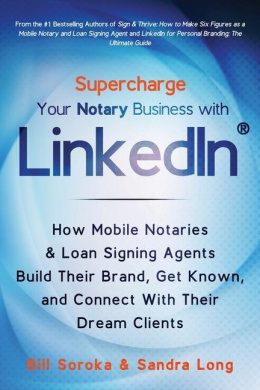 From the #1 Bestselling Authors of Sign & Thrive: How to Make Six Figures as a
Mobile Notary and Loan Signing Agent and LinkedIn for Personal Branding: The
Ultimate Guide
Supercharge
Your Notary Business with
LinkedIn®
How Mobile Notaries
& Loan Signing Agents
Build Their Brand, Get Known,
and Connect With Their
Dream Clients
Bill Soroka & Sandra Long